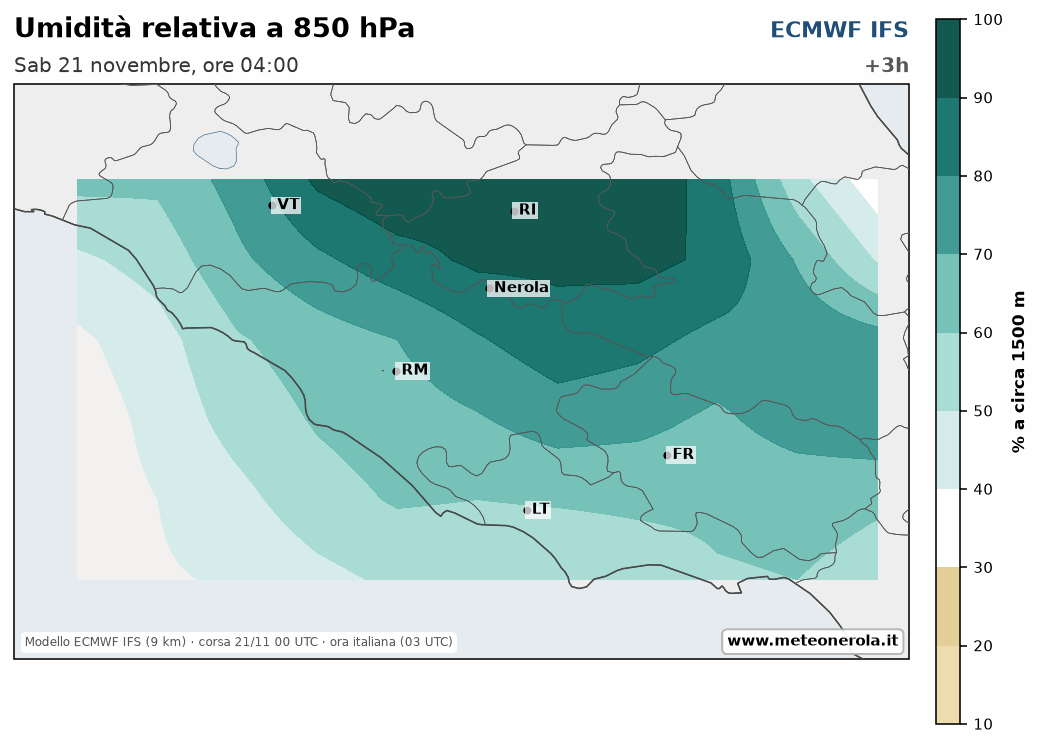 Umidità relativa a 850 hPa
ECMWF IFS
Sab 21 novembre, ore 04:00
+3h
VT
RI
Nerola
RM
FR
LT
Modello ECMWF IFS (9 km) · corsa 21/11 00 UTC · ora italiana (03 UTC)
www.meteonerola.it
100
90
80
70
60
50
40
30
20
10
% a circa 1500 m